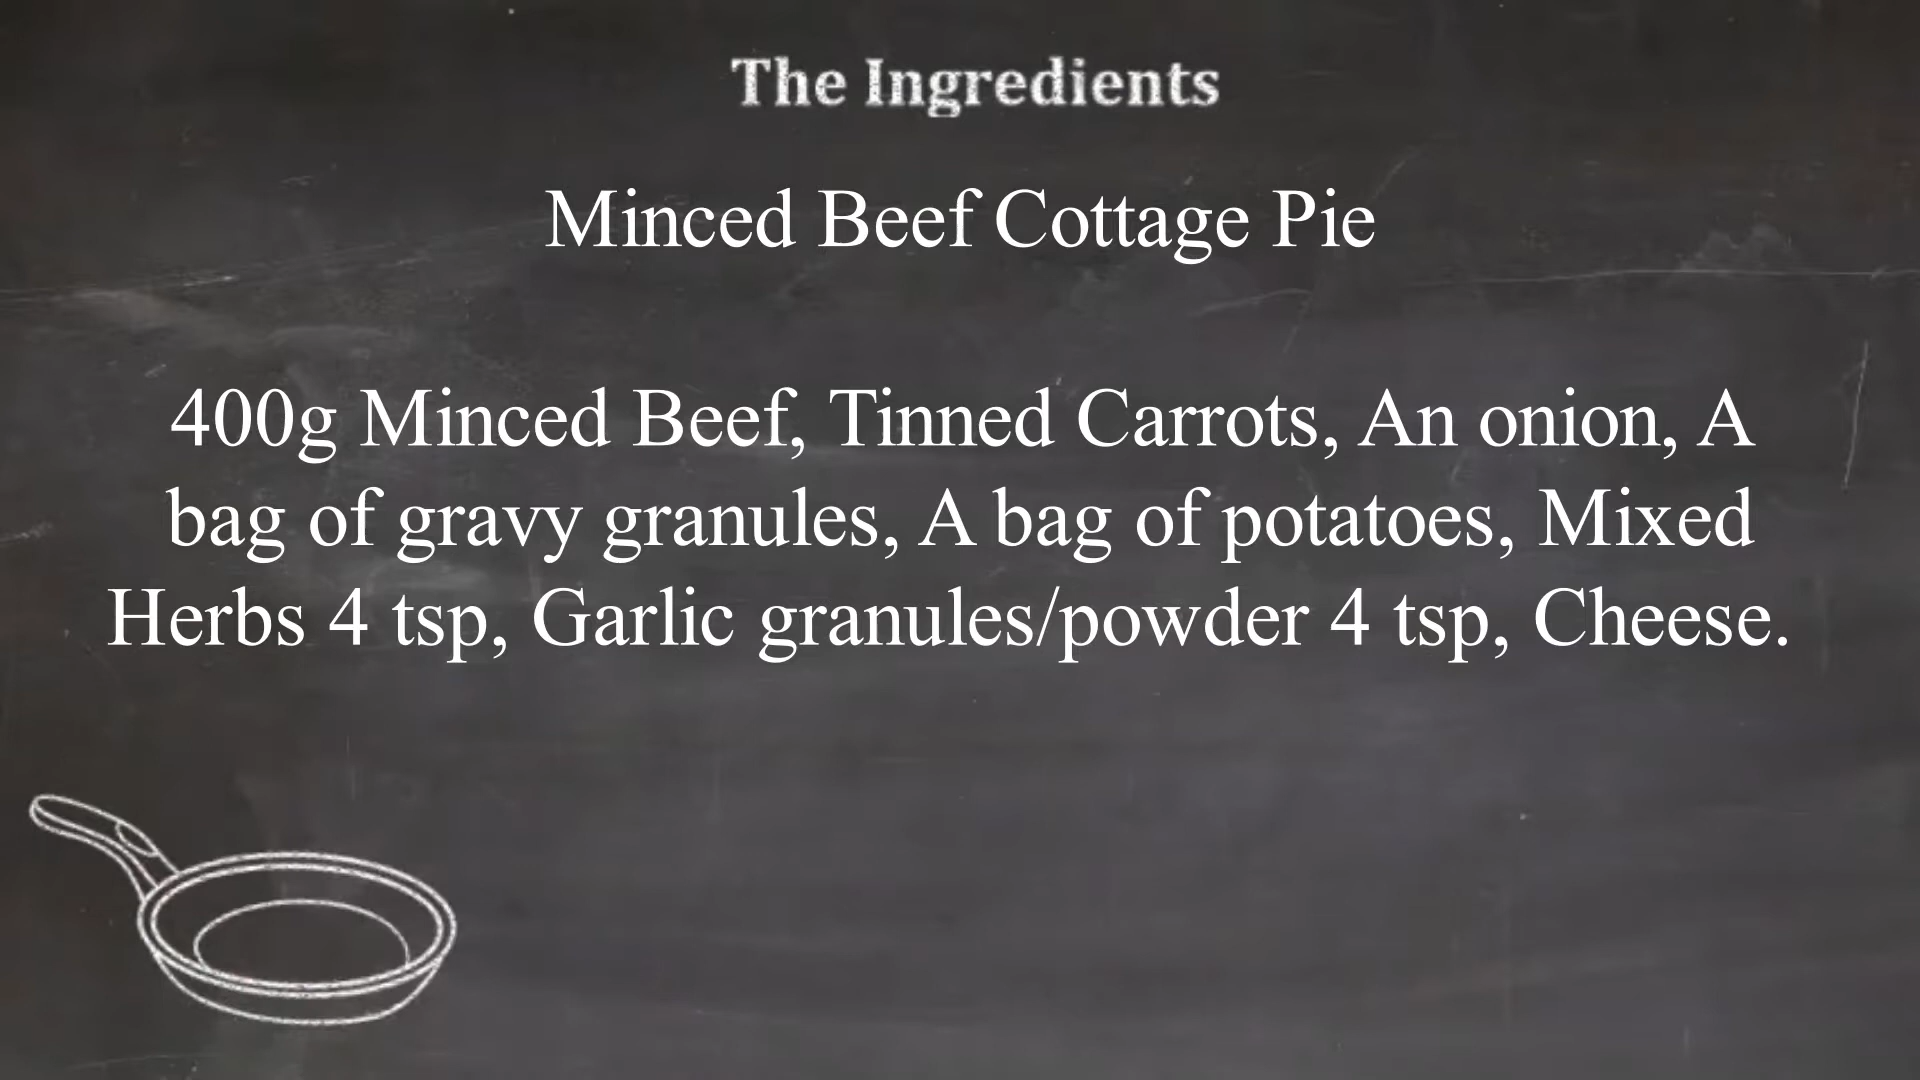 The Ingredients
Minced Beef Cottage Pie
400g Minced Beef, Tinned Carrots, An onion, A
bag of gravy granules, A bag of potatoes, Mixed
Herbs 4 tsp, Garlic granules/powder 4 tsp, Cheese.